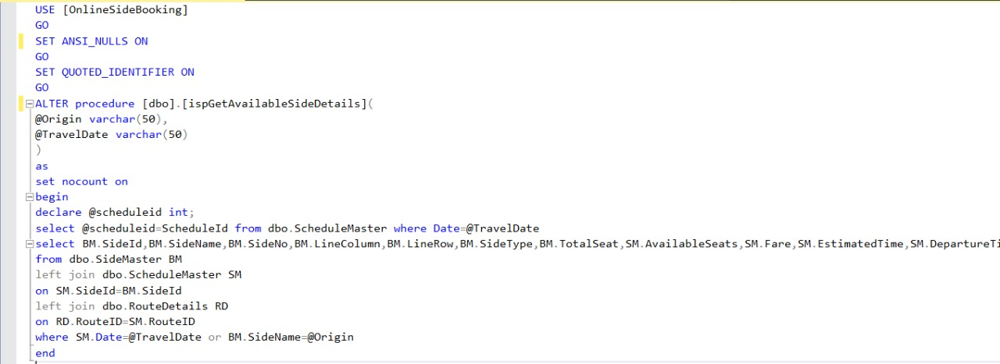 USE [OnlineSideBooking]
GO
SET ANSI_NULLS ON
GO
SET QUOTED_IDENTIFIER ON
GO
ALTER procedure [dbo].[ispGetAvailableSideDetails](
@Origin varchar(50),
@TravelDate varchar(50)
)
as
set nocount on
begin
declare @scheduleid int;
select @scheduleid=ScheduleId from dbo.ScheduleMaster where Date=@TravelDate
select BM.SideId,BM.SideName,BM.SideNo,BM.LineColumn,BM.LineRow,BM.SideType,BM.TotalSeat,SM.AvailableSeats,SM.Fare,SM.EstimatedTime,SM.DepartureTi
from dbo.SideMaster BM
left join dbo.ScheduleMaster SM
on SM.SideId=BM.SideId
left join dbo.RouteDetails RD
on RD.RouteID=SM.RouteID
where SM.Date=@TravelDate or BM.SideName=@Origin
end